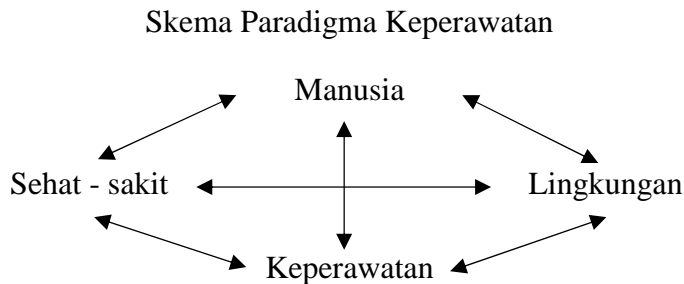 Skema Paradigma Keperawatan
Manusia
Sehat - sakit
Lingkungan
Keperawatan